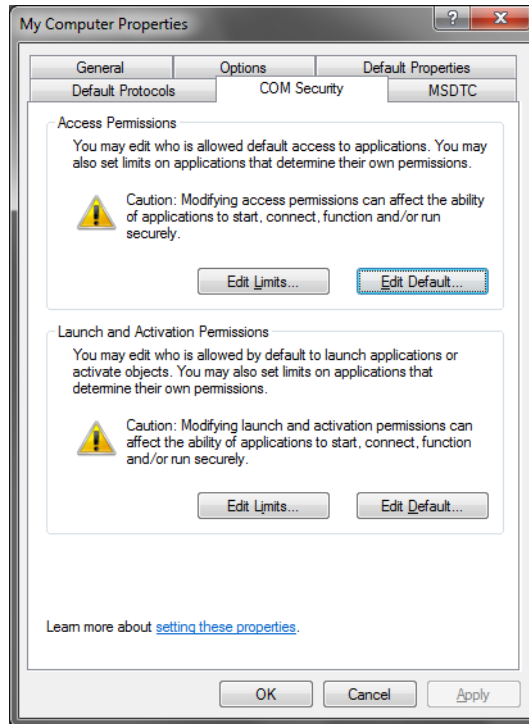 My Computer Properties
?
X
General
Options
Default Properties
Default Protocols
COM Security
MSDTC
Access Permissions
You may edit who is allowed default access to applications. You may
also set limits on applications that determine their own permissions.
Caution: Modifying access permissions can affect the ability
of applications to start, connect, function and/or run
securely.
Edit Limits...
Edit Default...
Launch and Activation Permissions
You may edit who is allowed by default to launch applications or
activate objects. You may also set limits on applications that
determine their own permissions.
Caution: Modifying launch and activation permissions can
affect the ability of applications to start, connect, function
and/or run securely.
Edit Limits...
Edit Default...
Learn more about setting these properties.
OK
Cancel
Apply